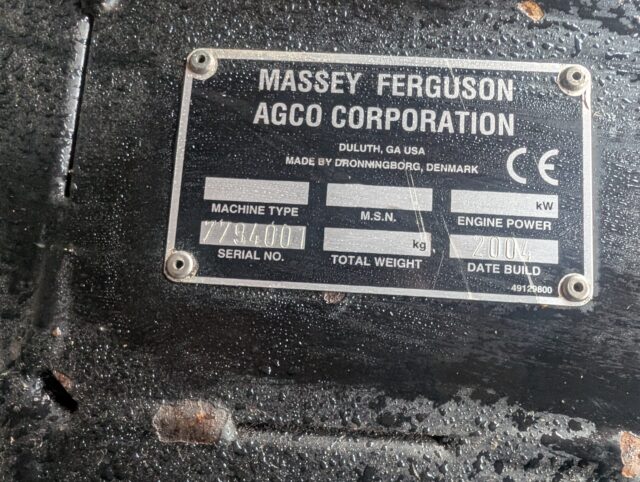 MASSEY FERGUSON
AGCO CORPORATION
DULUTH, GA USA
MADE BY DRONNINGBORG, DENMARK
CE
kW
MACHINE TYPE
M.S.N.
ENGINE POWER
kg
2004
SERIAL NO.
TOTAL WEIGHT
DATE BUILD
49129800